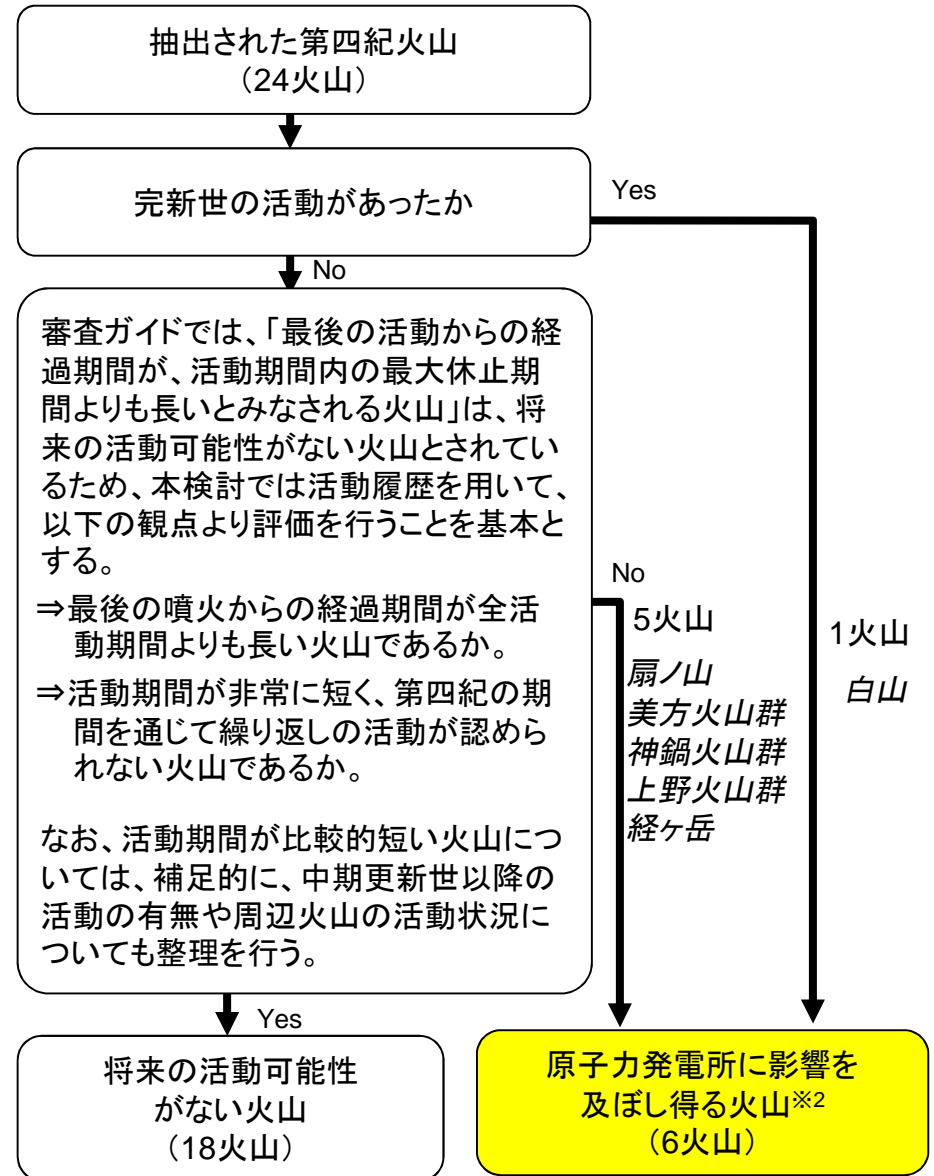 抽出された第四紀火山
（24火山）
完新世の活動があったか
Yes
No
審査ガイドでは、「最後の活動からの経
過期間が、活動期間内の最大休止期
間よりも長いとみなされる火山」は、将
来の活動可能性がない火山とされてい
るため、本検討では活動履歴を用いて、
以下の観点より評価を行うことを基本と
する。
⇒最後の噴火からの経過期間が全活
動期間よりも長い火山であるか。
⇒活動期間が非常に短く、第四紀の期
間を通じて繰り返しの活動が認めら
れない火山であるか。
なお、活動期間が比較的短い火山につ
いては、補足的に、中期更新世以降の
活動の有無や周辺火山の活動状況に
ついても整理を行う。
No
5火山
扇ノ山
美方火山群
神鍋火山群
上野火山群
経ヶ岳
1火山
白山
Yes
将来の活動可能性
がない火山
（18火山）
原子力発電所に影響を
及ぼし得る火山※2
（6火山）